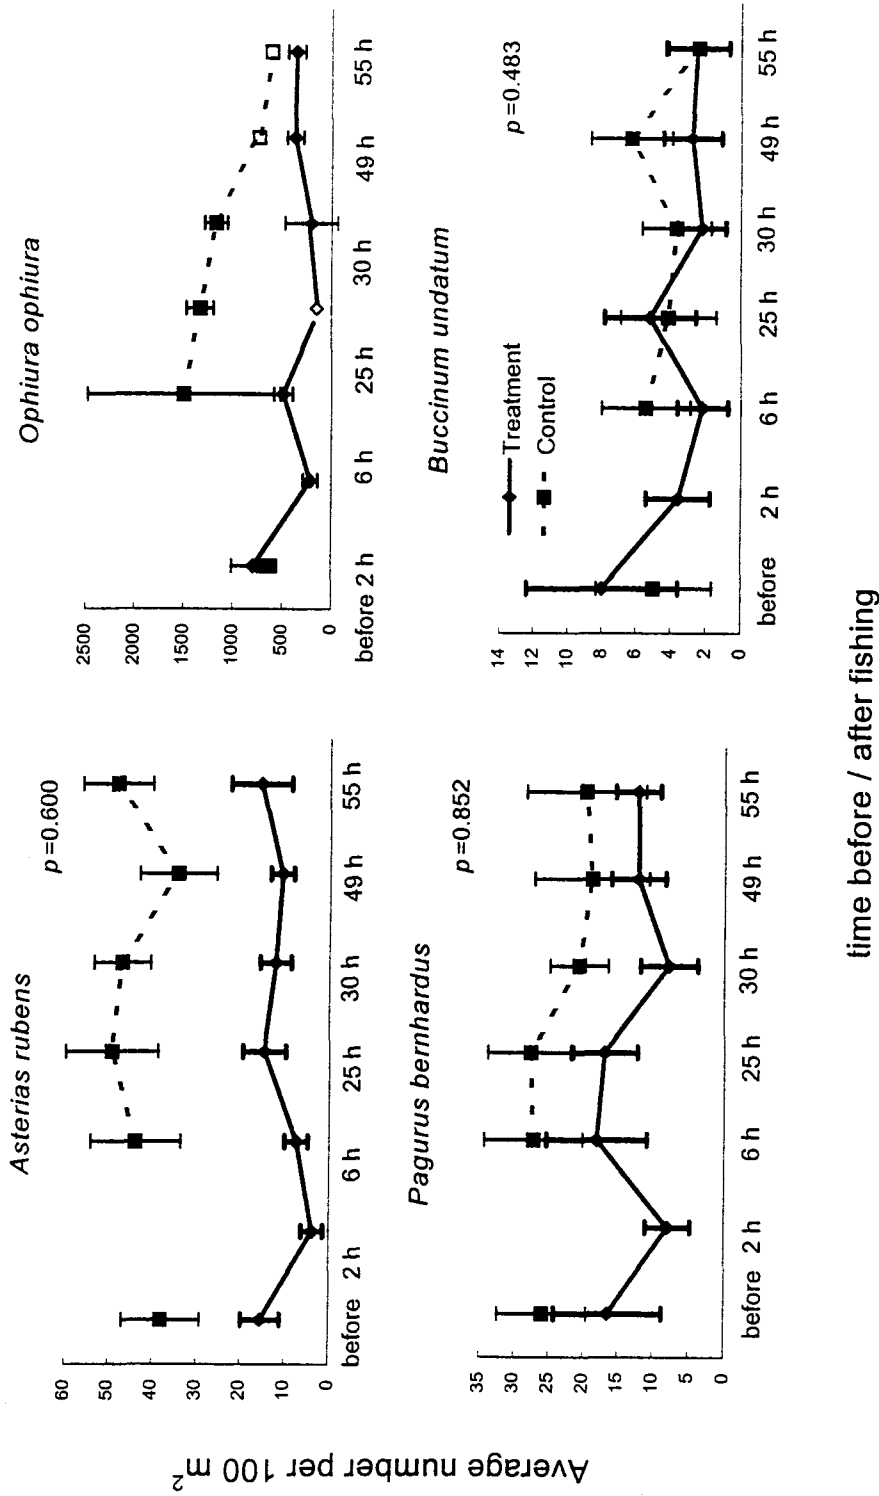 Asterias rubens
p=0.600
60
50
40
30
20
10
0
before 2 h 6 h 25 h 30 h 49 h 55 h
Ophiura ophiura
2500
2000
1500
1000
500
0
before 2 h 6 h 25 h 30 h 49 h 55 h
Pagurus bernhardus
p=0.852
35
30
25
20
15
10
5
0
before 2 h 6 h 25 h 30 h 49 h 55 h
Buccinum undatum
p=0.483
Treatment
Control
14
12
10
8
6
4
2
0
before 2 h 6 h 25 h 30 h 49 h 55 h
Average number per 100 m²
time before / after fishing